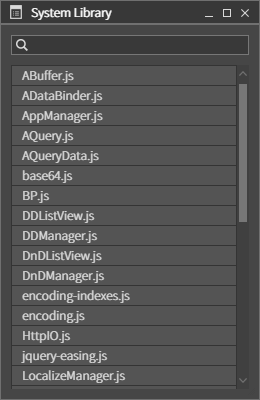 System Library
ABuffer.js
ADataBinder.js
AppManager.js
AQuery.js
AQueryData.js
base64.js
BP.js
DDListView.js
DDManager.js
DnDListView.js
DnDManager.js
encoding-indexes.js
encoding.js
HttpIO.js
jquery-easing.js
LocalizeManager.js